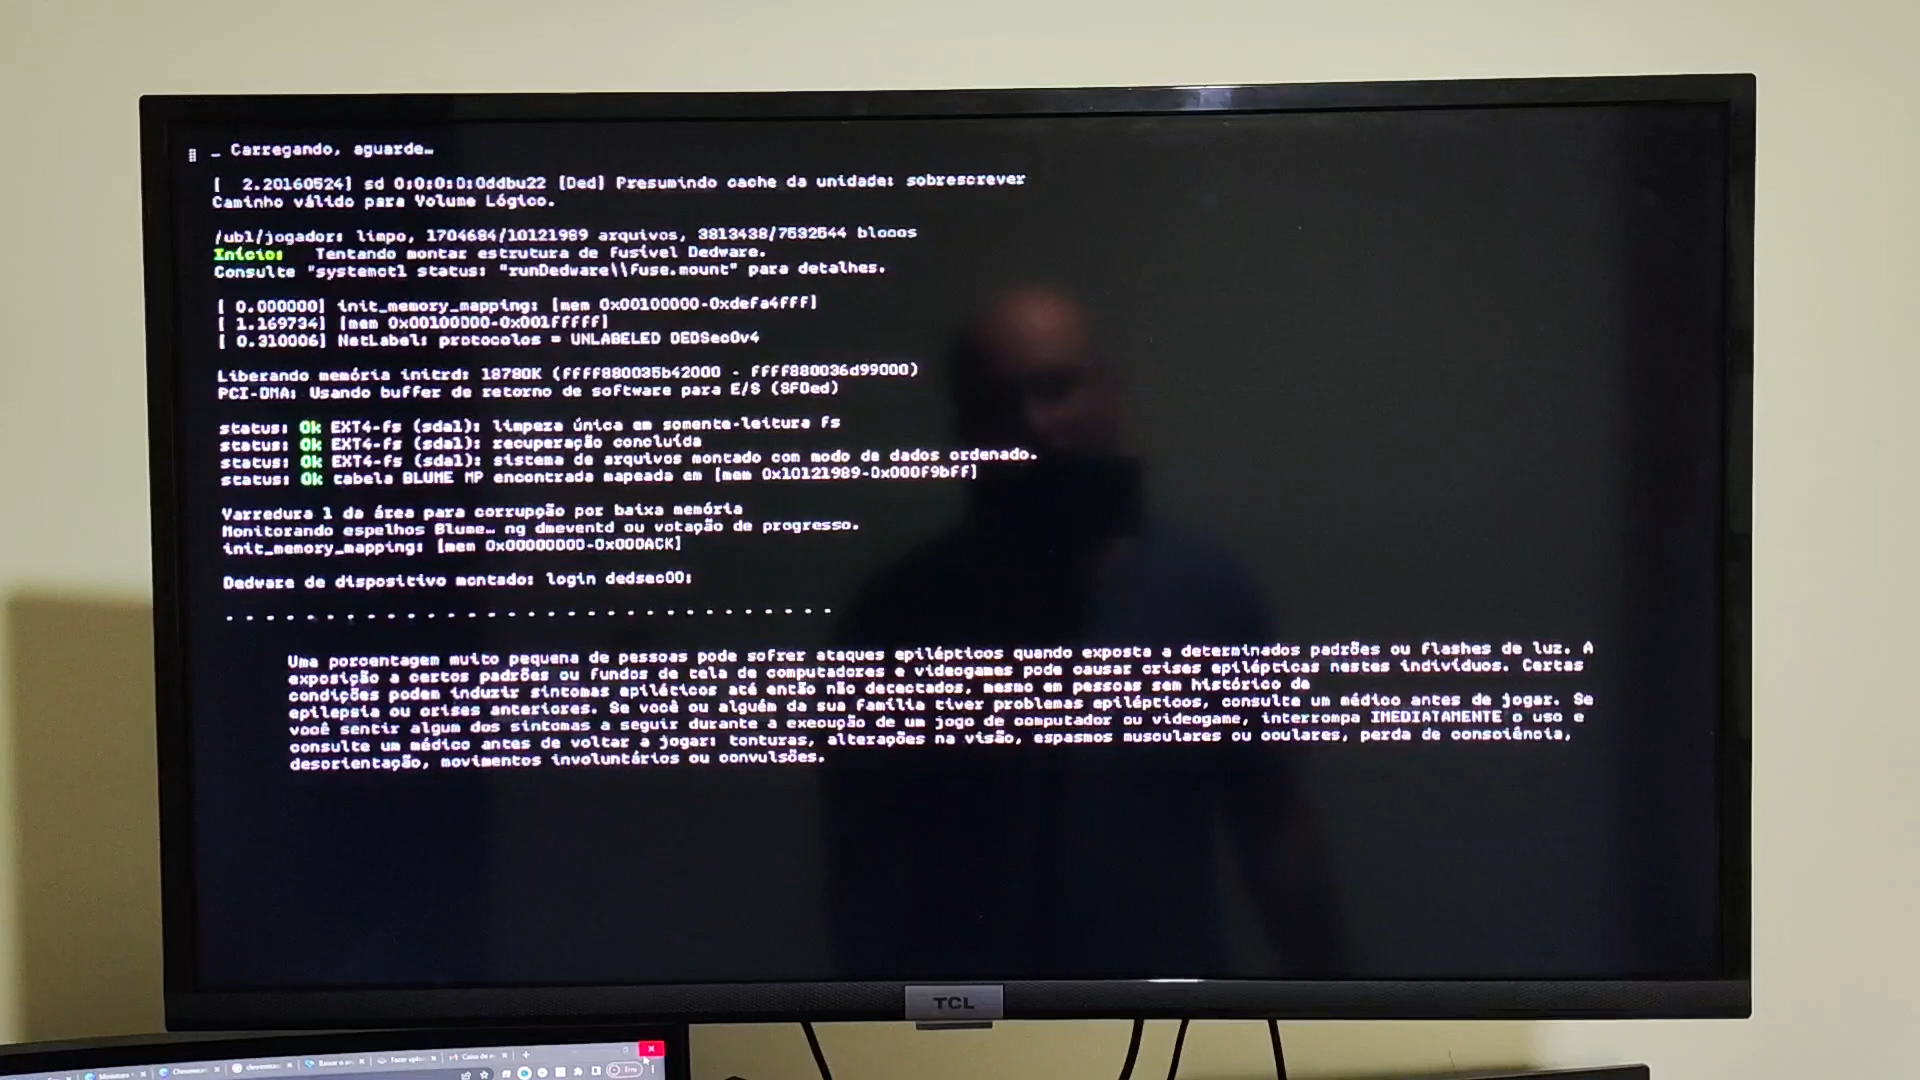 _ Carregando, aguarde…
[ 2.20160524] sd 0:0:0:0:0ddbu22 [Ded] Presumindo cache da unidade: sobrescrever
Caminho válido para Volume Lógico.
/ubl/jogador: limpo, 1704684/10121989 arquivos, 3813438/7532544 blocos
Início: Tentando montar estrutura de fusível Dedware.
Consulte "systemctl status: "runDedware\\fuse.mount" para detalhes.
[ 0.000000] init_memory_mapping: [mem 0x00100000-0xdefa4fff]
[ 1.169734] [mem 0x00100000-0x001fffff]
[ 0.310006] NetLabel: protocolos = UNLABELED DEDSec0v4
Liberando memória initrd: 18780K (ffff880035b42000 - ffff880036d99000)
PCI-DMA: Usando buffer de retorno de software para E/S (SFDed)
status: Ok EXT4-fs (sda1): limpeza única em somente-leitura fs
status: Ok EXT4-fs (sda1): recuperação concluída
status: Ok EXT4-fs (sda1): sistema de arquivos montado com modo de dados ordenado.
status: Ok tabela BLUME MP encontrada mapeada em [mem 0x10121989-0x000f9bff]
Varredura 1 da área para corrupção por baixa memória
Monitorando espelhos Blume… ng dmeventd ou votação de progresso.
init_memory_mapping: [mem 0x00000000-0x000ACK]
Dedware de dispositivo montado: login dedsec00:
Uma porcentagem muito pequena de pessoas pode sofrer ataques epilépticos quando exposta a determinados padrões ou flashes de luz. A
exposição a certos padrões ou fundos de tela de computadores e videogames pode causar crises epilépticas nestes indivíduos. Certas
condições podem induzir sintomas epiléticos até então não detectados, mesmo em pessoas sem histórico de
epilepsia ou crises anteriores. Se você ou alguém da sua família tiver problemas epilépticos, consulte um médico antes de jogar. Se
você sentir algum dos sintomas a seguir durante a execução de um jogo de computador ou videogame, interrompa IMEDIATAMENTE o uso e
consulte um médico antes de voltar a jogar: tonturas, alterações na visão, espasmos musculares ou oculares, perda de consciência,
desorientação, movimentos involuntários ou convulsões.
TCL